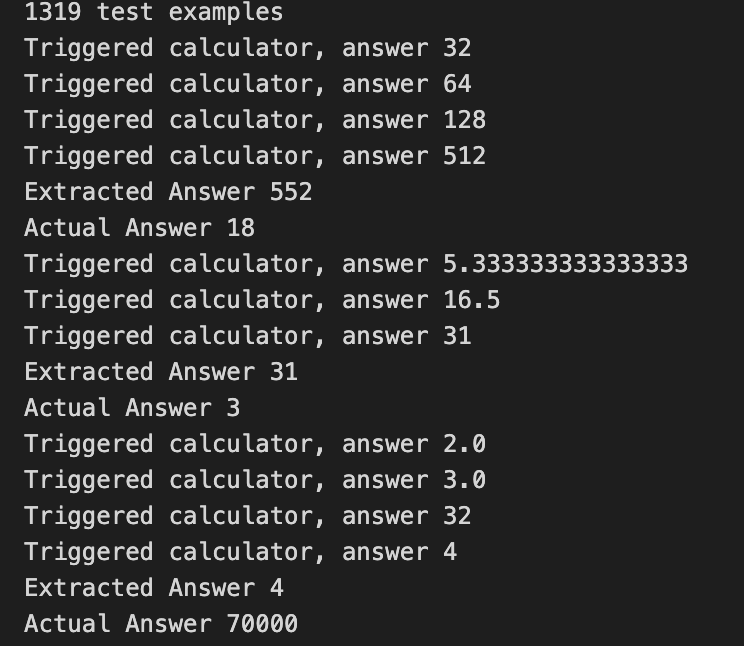 1319 test examples
Triggered calculator, answer 32
Triggered calculator, answer 64
Triggered calculator, answer 128
Triggered calculator, answer 512
Extracted Answer 552
Actual Answer 18
Triggered calculator, answer 5.333333333333333
Triggered calculator, answer 16.5
Triggered calculator, answer 31
Extracted Answer 31
Actual Answer 3
Triggered calculator, answer 2.0
Triggered calculator, answer 3.0
Triggered calculator, answer 32
Triggered calculator, answer 4
Extracted Answer 4
Actual Answer 70000